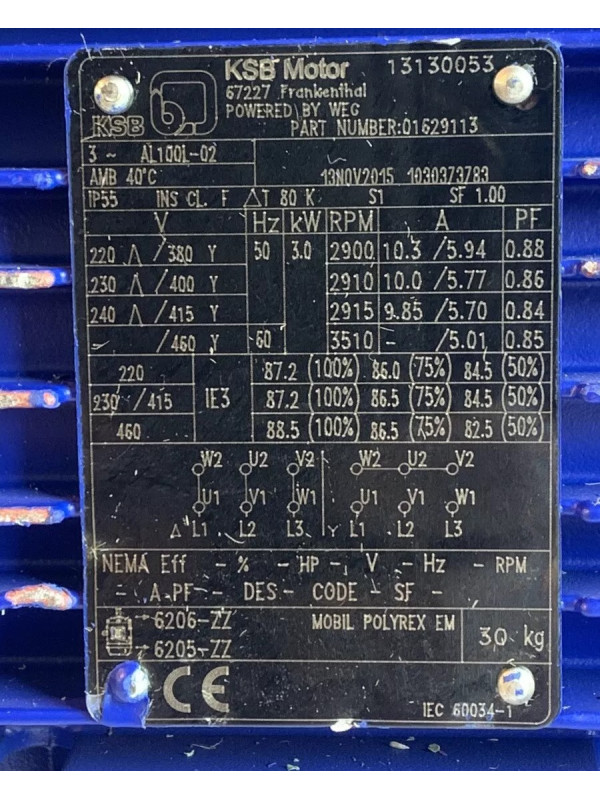 KSB Motor 13130053
67227 Frankenthal
POWERED BY WEG
KSB PART NUMBER:01629113
3 ~ AL100L-02
AMB 40°C 13NOV2015 1030373783
IP55 INS CL. F ΔT 80 K S1 SF 1.00
V Hz kW RPM A PF
220 Δ /380 Y 50 3.0 2900 10.3 /5.94 0.88
230 Δ /400 Y 2910 10.0 /5.77 0.86
240 Δ /415 Y 2915 9.85 /5.70 0.84
- /460 Y 60 3510 - /5.01 0.85
220 87.2 (100%) 86.0 (75%) 84.5 (50%)
230 /415 IE3 87.2 (100%) 86.5 (75%) 84.5 (50%)
460 88.5 (100%) 86.5 (75%) 82.5 (50%)
W2 U2 V2 W2 U2 V2
U1 V1 W1 U1 V1 W1
Δ L1 L2 L3 Y L1 L2 L3
NEMA Eff - % - HP - V - Hz - RPM
- A PF- DES- CODE - SF -
6206-ZZ MOBIL POLYREX EM 30 kg
6205-ZZ
CE IEC 60034-1